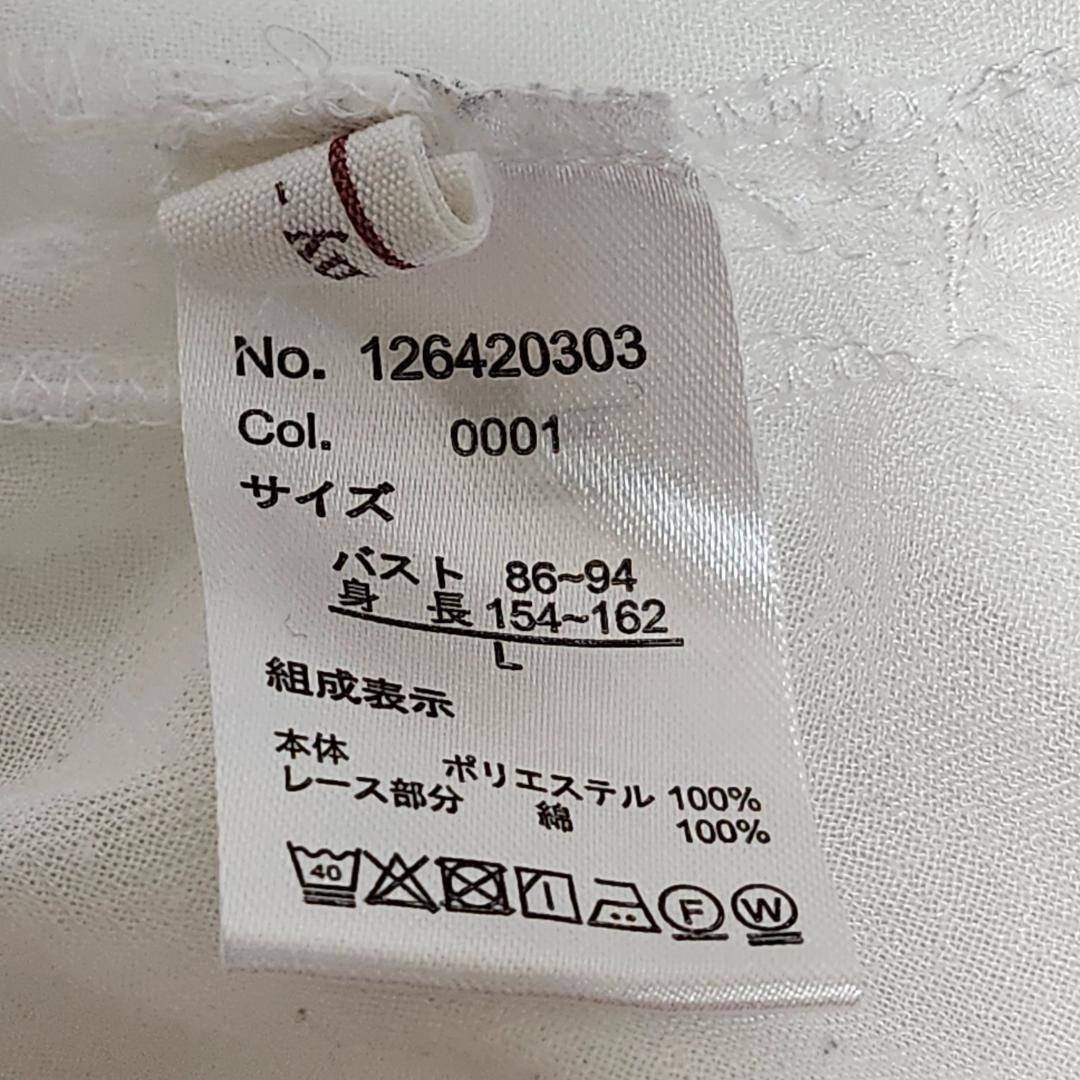 No. 126420303
Col. 0001
サイズ
バスト 86~94
身 長 154~162
L
組成表示
本体 ポリエステル 100%
レース部分 綿 100%
40
F W